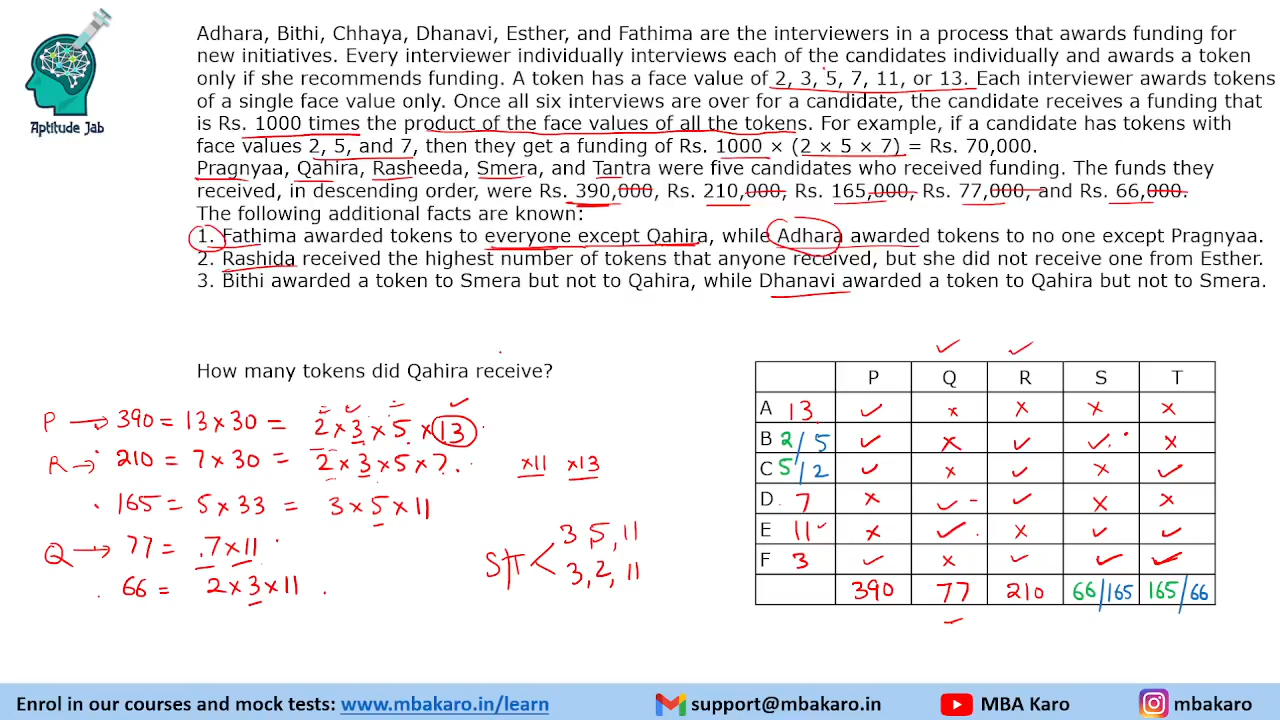 Adhara, Bithi, Chhaya, Dhanavi, Esther, and Fathima are the interviewers in a process that awards funding for
new initiatives. Every interviewer individually interviews each of the candidates individually and awards a token
only if she recommends funding. A token has a face value of 2, 3, 5, 7, 11, or 13. Each interviewer awards tokens
of a single face value only. Once all six interviews are over for a candidate, the candidate receives a funding that
is Rs. 1000 times the product of the face values of all the tokens. For example, if a candidate has tokens with
face values 2, 5, and 7, then they get a funding of Rs. 1000 × (2 × 5 × 7) = Rs. 70,000.
Pragnyaa, Qahira, Rasheeda, Smera, and Tantra were five candidates who received funding. The funds they
received, in descending order, were Rs. 390,000, Rs. 210,000, Rs. 165,000, Rs. 77,000, and Rs. 66,000.
The following additional facts are known:
1. Fathima awarded tokens to everyone except Qahira, while Adhara awarded tokens to no one except Pragnyaa.
2. Rashida received the highest number of tokens that anyone received, but she did not receive one from Esther.
3. Bithi awarded a token to Smera but not to Qahira, while Dhanavi awarded a token to Qahira but not to Smera.
Aptitude Jab
How many tokens did Qahira receive?
P → 390 = 13 × 30 = 2 × 3 × 5 × 13
R → 210 = 7 × 30 = 2 × 3 × 5 × 7 ×11 ×13
165 = 5 × 33 = 3 × 5 × 11
Q → 77 = 7 × 11
66 = 2 × 3 × 11
S/T < 3, 5, 11
3, 2, 11
P Q R S T
A 13 ✓ × × × ×
B 2/5 ✓ × ✓ ✓ ×
C 5/2 ✓ × ✓ × ✓
D 7 × ✓ ✓ × ×
E 11 × ✓ × ✓ ✓
F 3 ✓ × ✓ ✓ ✓
390 77 210 66/165 165/66
Enrol in our courses and mock tests: www.mbakaro.in/learn support@mbakaro.in MBA Karo mbakaro